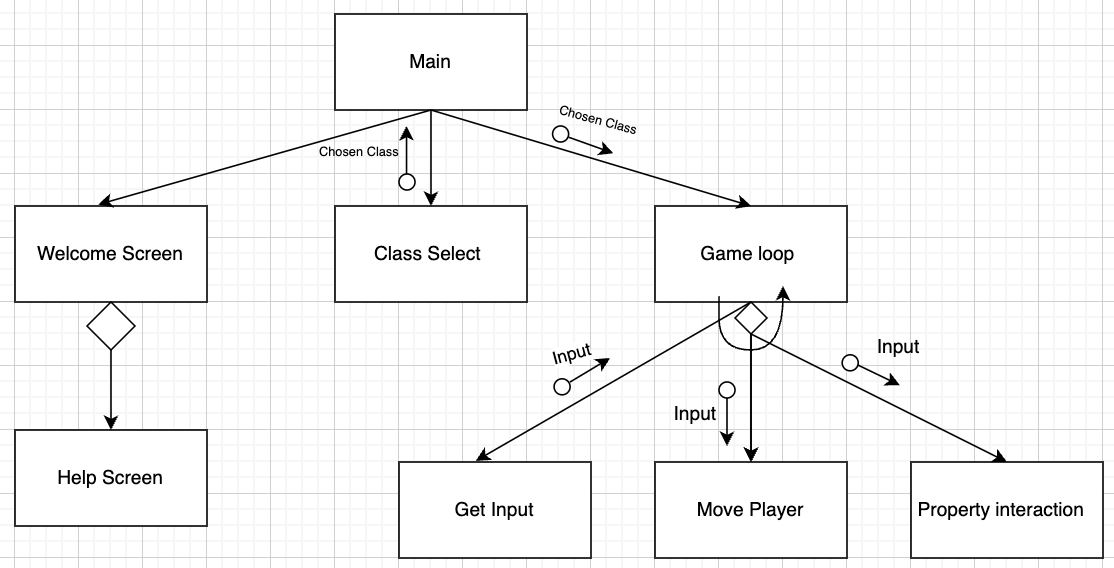 Main
Chosen Class
Chosen Class
Welcome Screen
Class Select
Game loop
Input
Input
Input
Help Screen
Get Input
Move Player
Property interaction